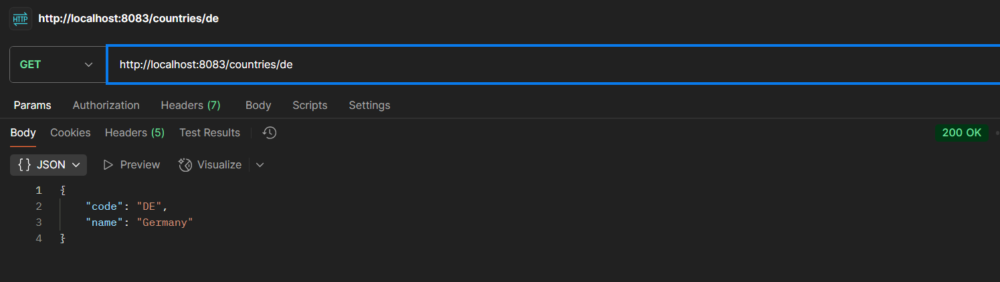 HTTP http://localhost:8083/countries/de
GET http://localhost:8083/countries/de
Params Authorization Headers (7) Body Scripts Settings
Body Cookies Headers (5) Test Results 200 OK
{} JSON Preview Visualize
1 {
2 "code": "DE",
3 "name": "Germany"
4 }